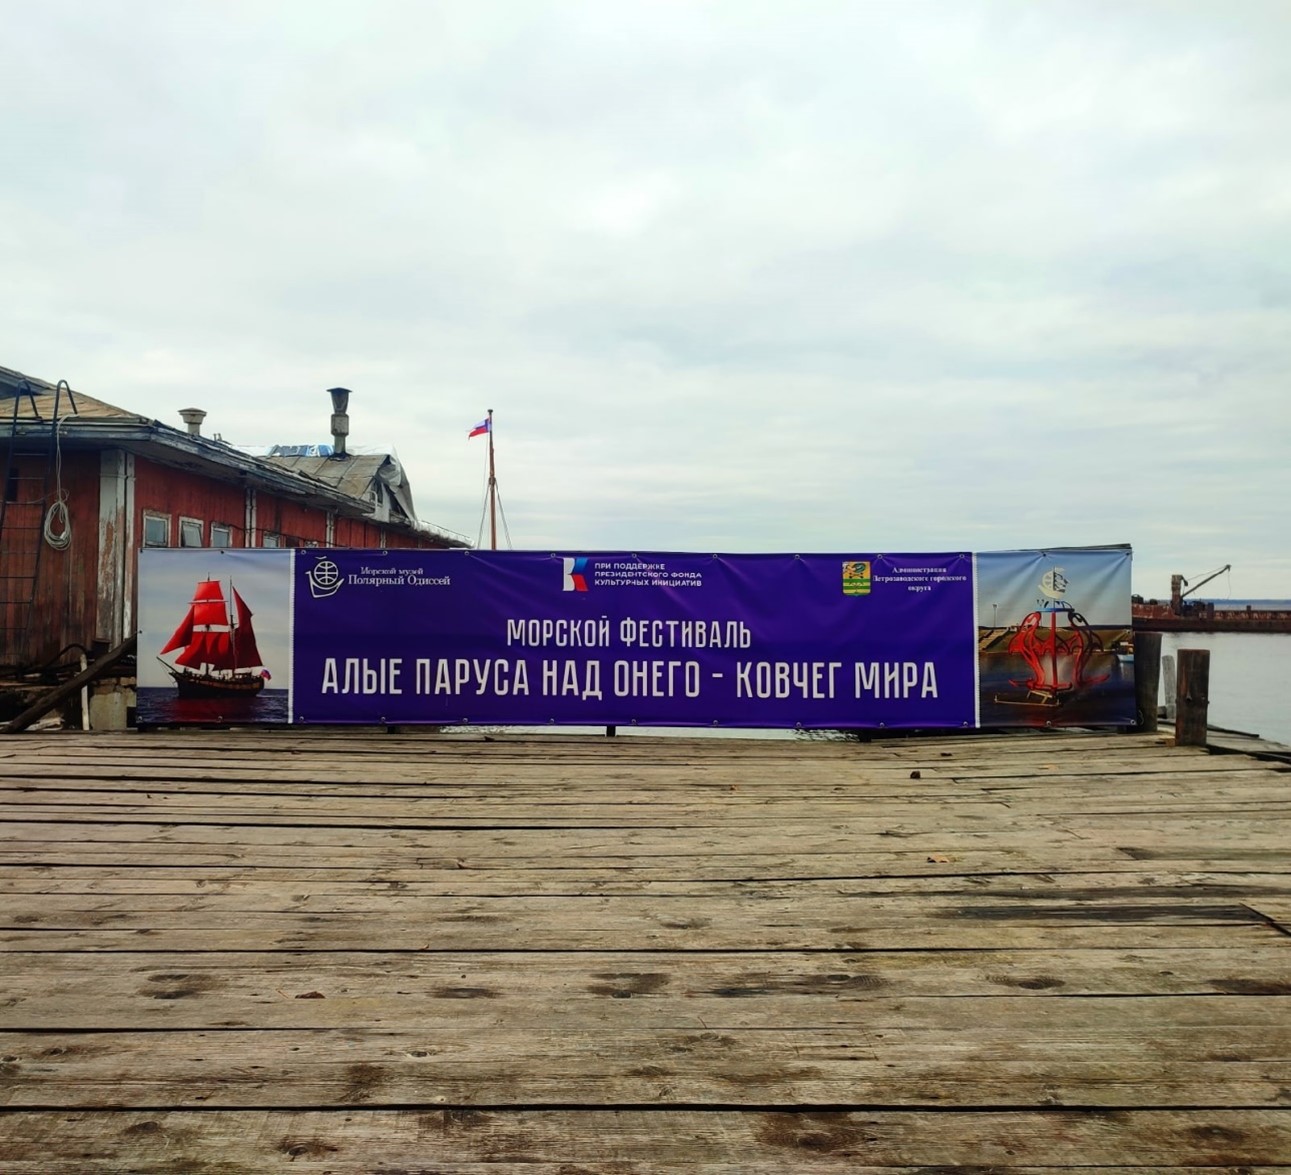 Морской музей
Полярный Одиссей
ПРИ ПОДДЕРЖКЕ
ПРЕЗИДЕНТСКОГО ФОНДА
КУЛЬТУРНЫХ ИНИЦИАТИВ
Администрация
Петрозаводского городского
округа
МОРСКОЙ ФЕСТИВАЛЬ
АЛЫЕ ПАРУСА НАД ОНЕГО - КОВЧЕГ МИРА